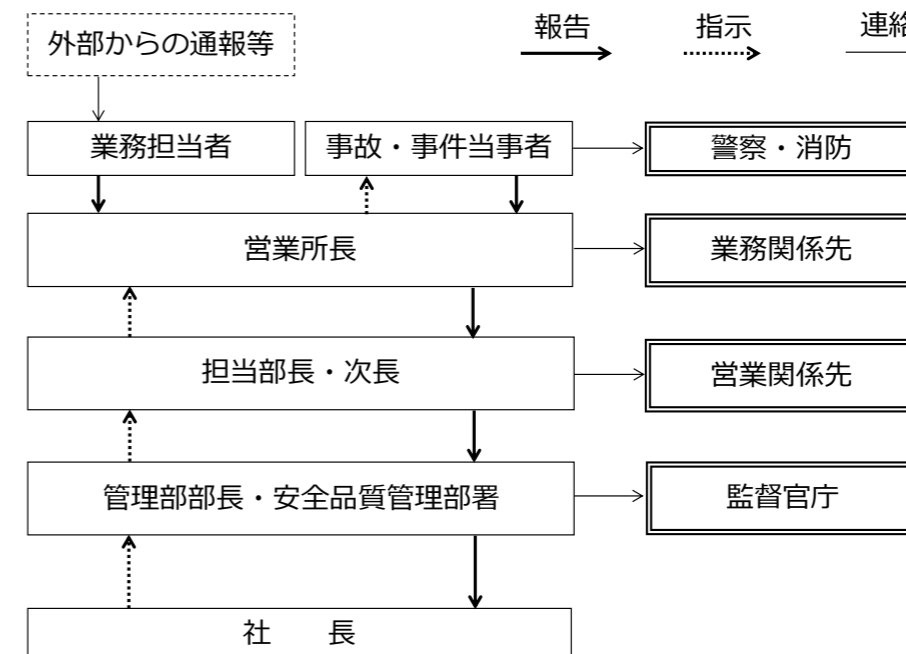 外部からの通報等
報告
指示
連絡
業務担当者
事故・事件当事者
警察・消防
営業所長
業務関係先
担当部長・次長
営業関係先
管理部部長・安全品質管理部署
監督官庁
社　　長